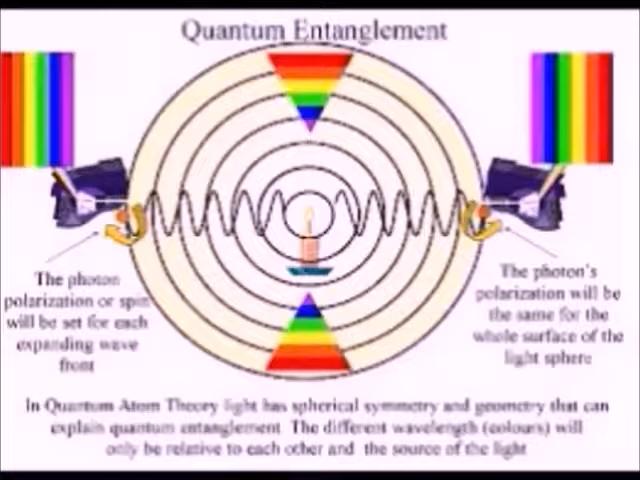 Quantum Entanglement
The photon
polarization or spin
will be set for each
expanding wave
front
The photon's
polarization will be
the same for the
whole surface of the
light sphere
In Quantum Atom Theory light has spherical symmetry and geometry that can
explain quantum entanglement. The different wavelength (colours) will
only be relative to each other and the source of the light